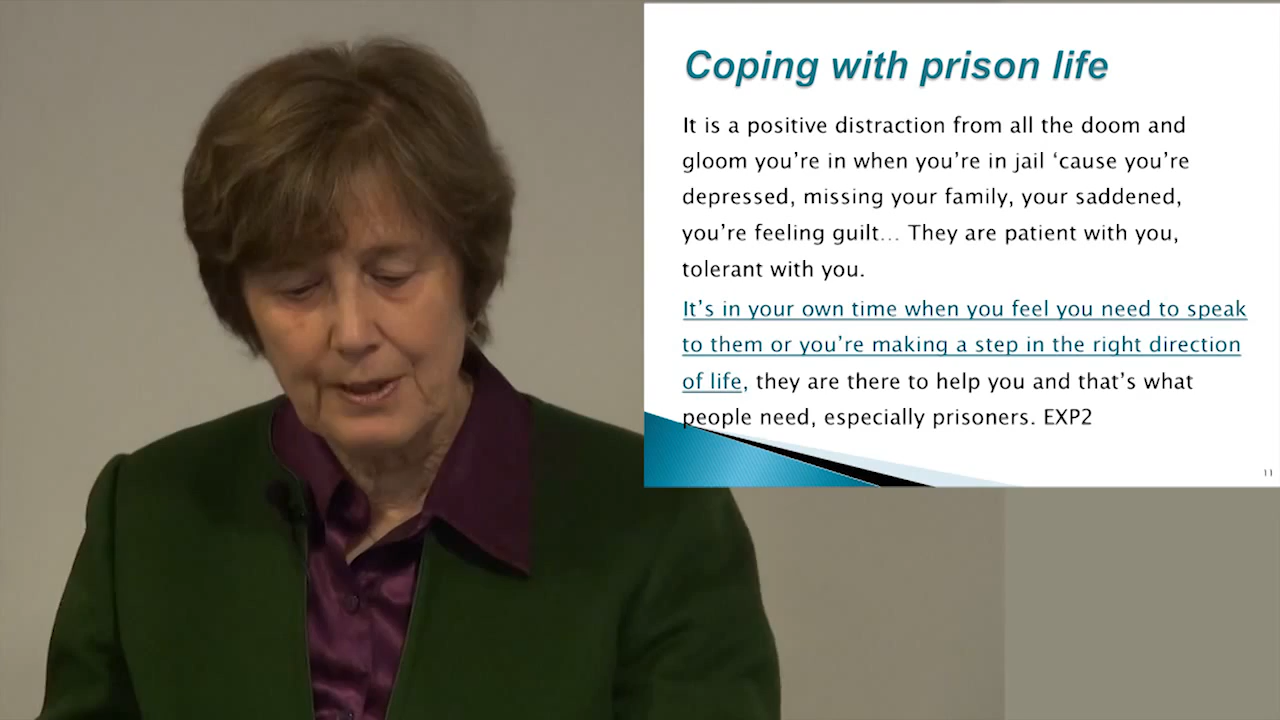 Coping with prison life
It is a positive distraction from all the doom and
gloom you’re in when you’re in jail ‘cause you’re
depressed, missing your family, your saddened,
you’re feeling guilt… They are patient with you,
tolerant with you.
It’s in your own time when you feel you need to speak
to them or you’re making a step in the right direction
of life, they are there to help you and that’s what
people need, especially prisoners. EXP2
11